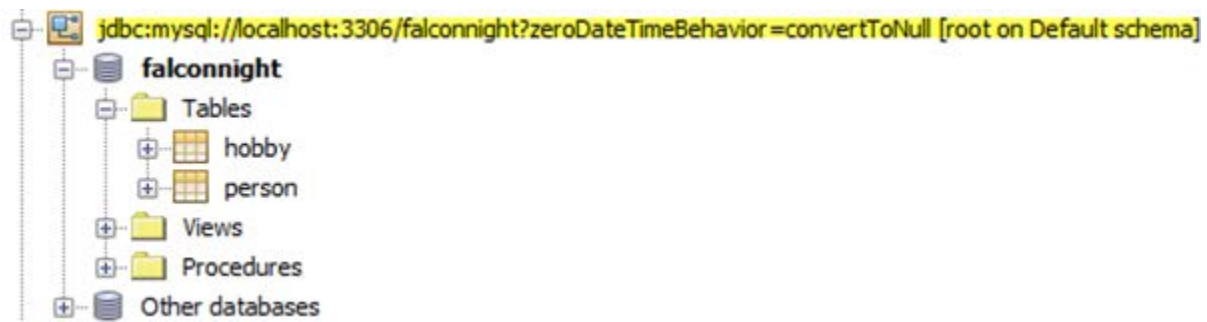 jdbc:mysql://localhost:3306/falconnight?zeroDateTimeBehavior=convertToNull [root on Default schema]
falconnight
Tables
hobby
person
Views
Procedures
Other databases